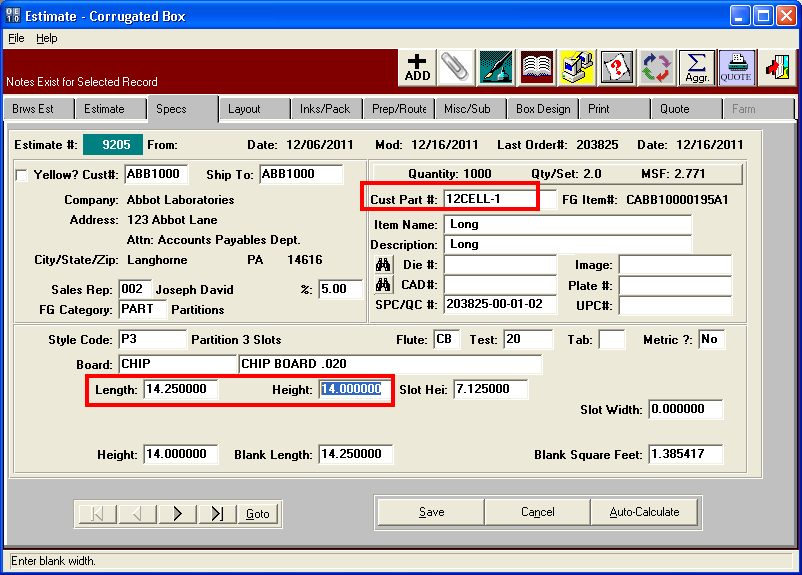 OE
10
Estimate - Corrugated Box
File Help
Notes Exist for Selected Record
ADD
Σ
Aggr.
QUOTE
Brws Est Estimate Specs Layout Inks/Pack Prep/Route Misc/Sub Box Design Print Quote Farm
Estimate #: 9205 From: Date: 12/06/2011 Mod: 12/16/2011 Last Order#: 203825 Date: 12/16/2011
Yellow? Cust#: ABB1000 Ship To: ABB1000
Quantity: 1000 Qty/Set: 2.0 MSF: 2.771
Company: Abbot Laboratories
Cust Part #: 12CELL-1 FG Item#: CABB10000195A1
Address: 123 Abbot Lane
Item Name: Long
Attn: Accounts Payables Dept.
Description: Long
City/State/Zip: Langhorne PA 14616
Die #: Image:
CAD#: Plate #:
Sales Rep: 002 Joseph David %: 5.00
SPC/QC #: 203825-00-01-02 UPC#:
FG Category: PART Partitions
Style Code: P3 Partition 3 Slots Flute: CB Test: 20 Tab: Metric ?: No
Board: CHIP CHIP BOARD .020
Length: 14.250000 Height: 14.000000 Slot Hei: 7.125000
Slot Width: 0.000000
Height: 14.000000 Blank Length: 14.250000 Blank Square Feet: 1.385417
Goto Save Cancel Auto-Calculate
Enter blank width.